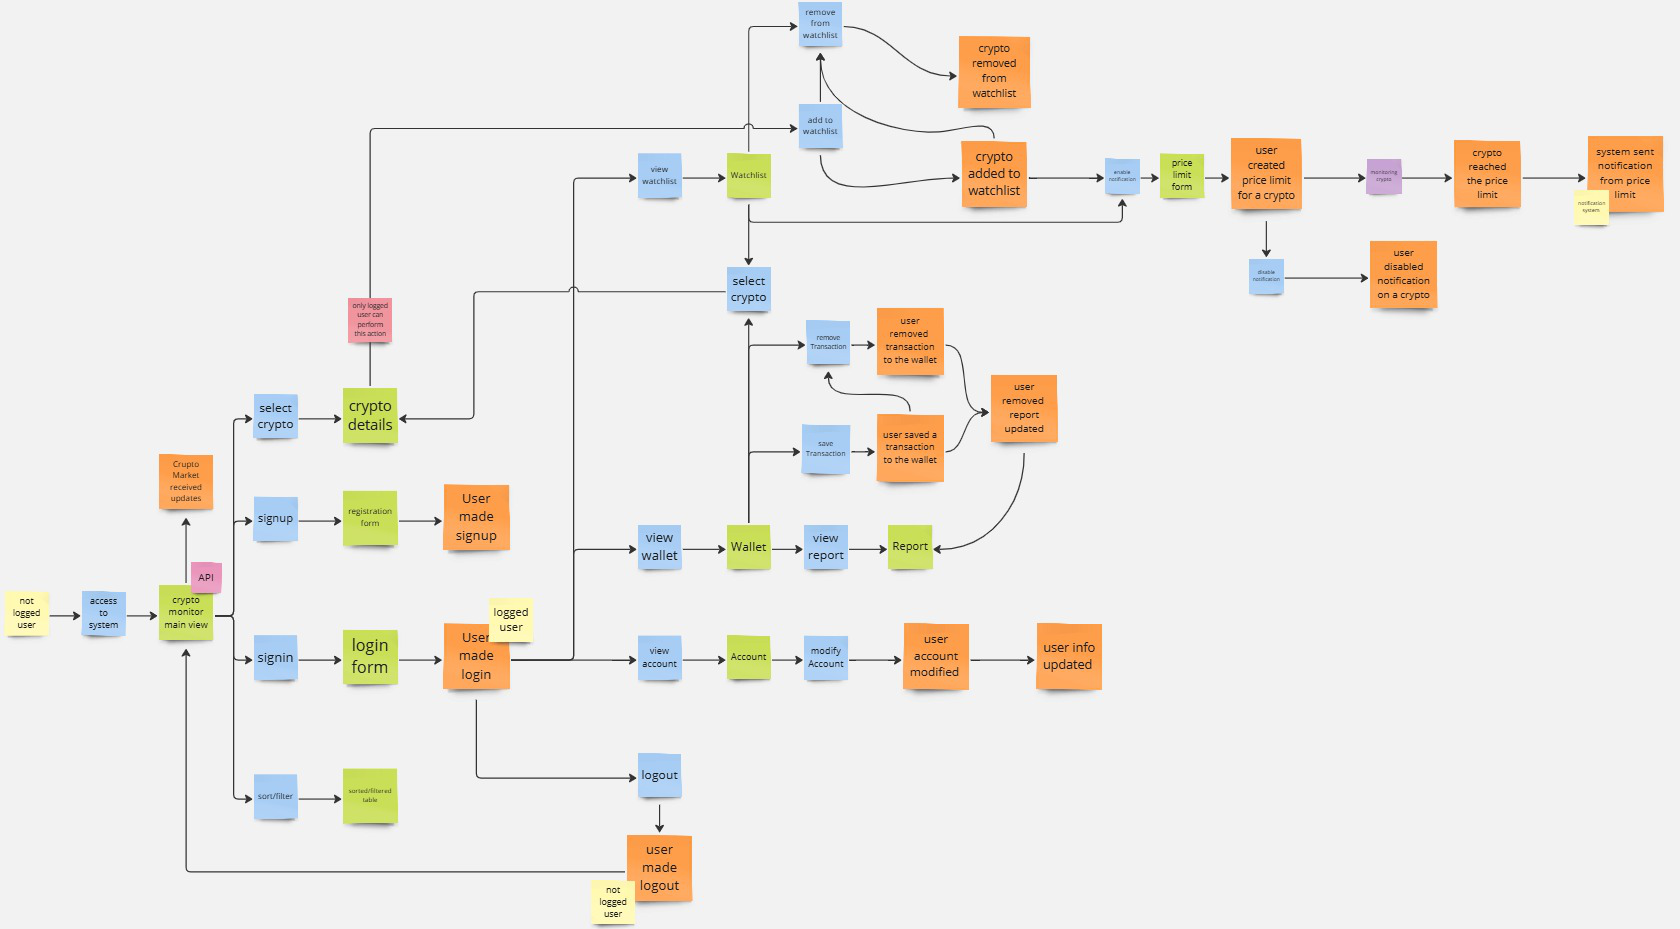 remove
from
watchlist
crypto
removed
from
watchlist
add to
watchlist
view
watchlist
Watchlist
crypto
added to
watchlist
enable
notification
price
limit
form
user
created
price limit
for a crypto
monitoring
crypto
crypto
reached
the price
limit
system sent
notification
from price
limit
notification
system
disable
notification
user
disabled
notification
on a crypto
select
crypto
only logged
user can
perform
this action
remove
Transaction
user
removed
transaction
to the wallet
user
removed
report
updated
select
crypto
crypto
details
save
Transaction
user saved a
transaction
to the wallet
Crupto
Market
received
updates
signup
registration
form
User
made
signup
view
wallet
Wallet
view
report
Report
API
not
logged
user
access
to
system
crypto
monitor
main view
logged
user
signin
login
form
User
made
login
view
account
Account
modify
Account
user
account
modified
user info
updated
sort/filter
sorted/filtered
table
logout
user
made
logout
not
logged
user